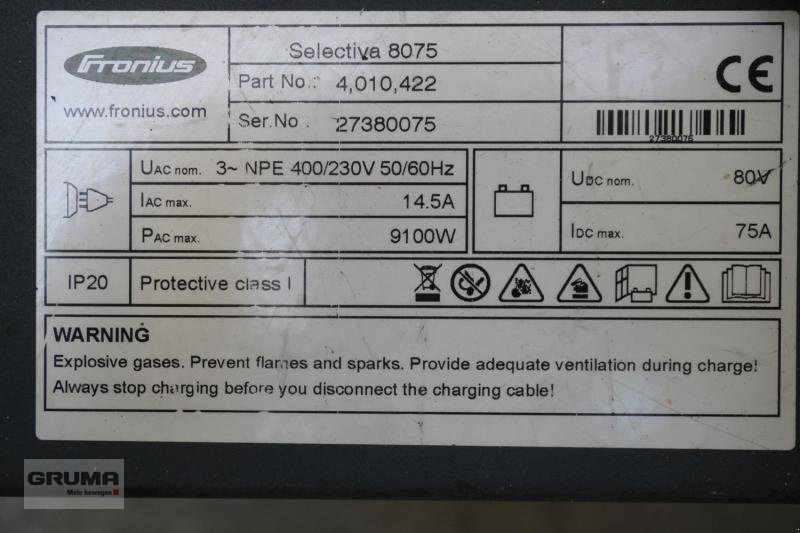 Fronius
www.fronius.com
Selectiva 8075
Part No.: 4,010,422
Ser.No.: 27380075
CE
27380075
UAC nom. 3~ NPE 400/230V 50/60Hz
IAC max. 14.5A
PAC max. 9100W
UDC nom. 80V
IDC max. 75A
IP20 Protective class I
WARNING
Explosive gases. Prevent flames and sparks. Provide adequate ventilation during charge!
Always stop charging before you disconnect the charging cable!
GRUMA
Mehr bewegen